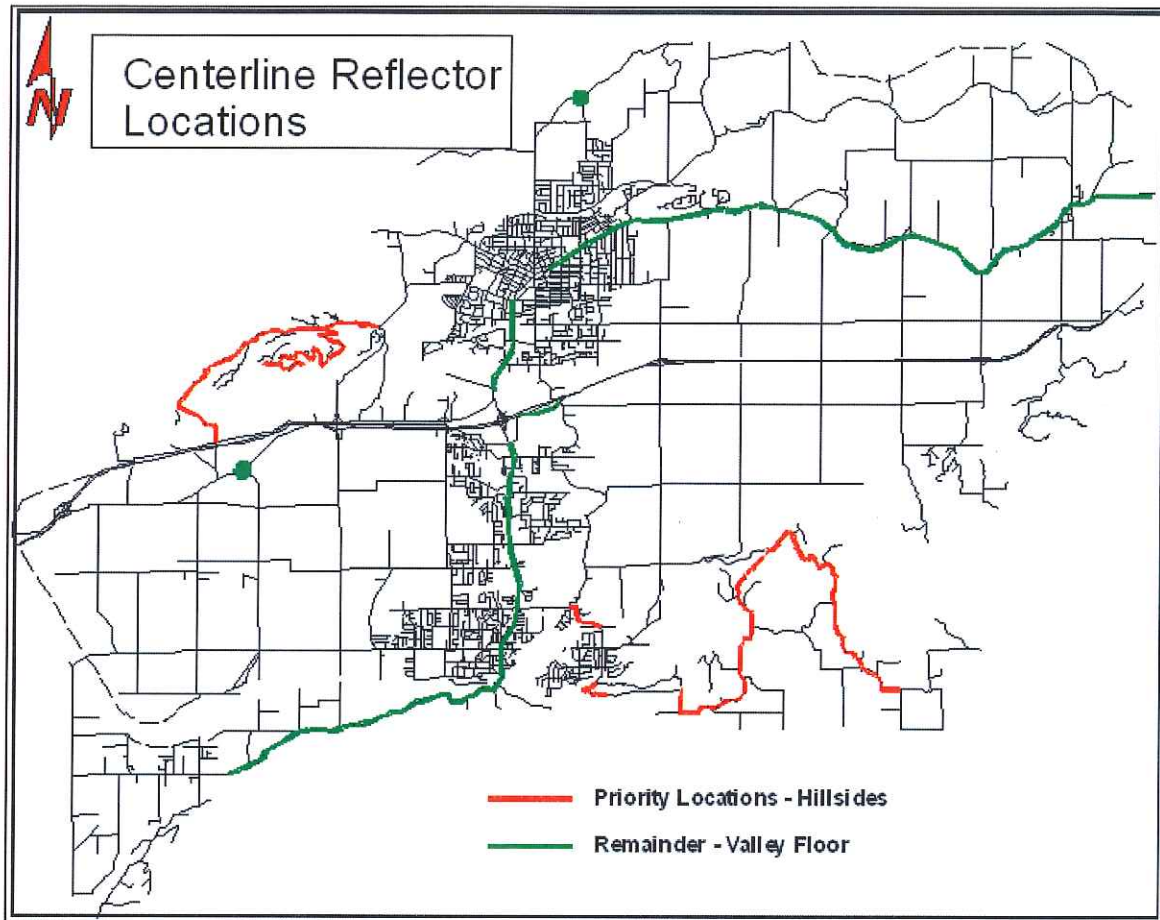 N
Centerline Reflector
Locations
Priority Locations - Hillsides
Remainder - Valley Floor